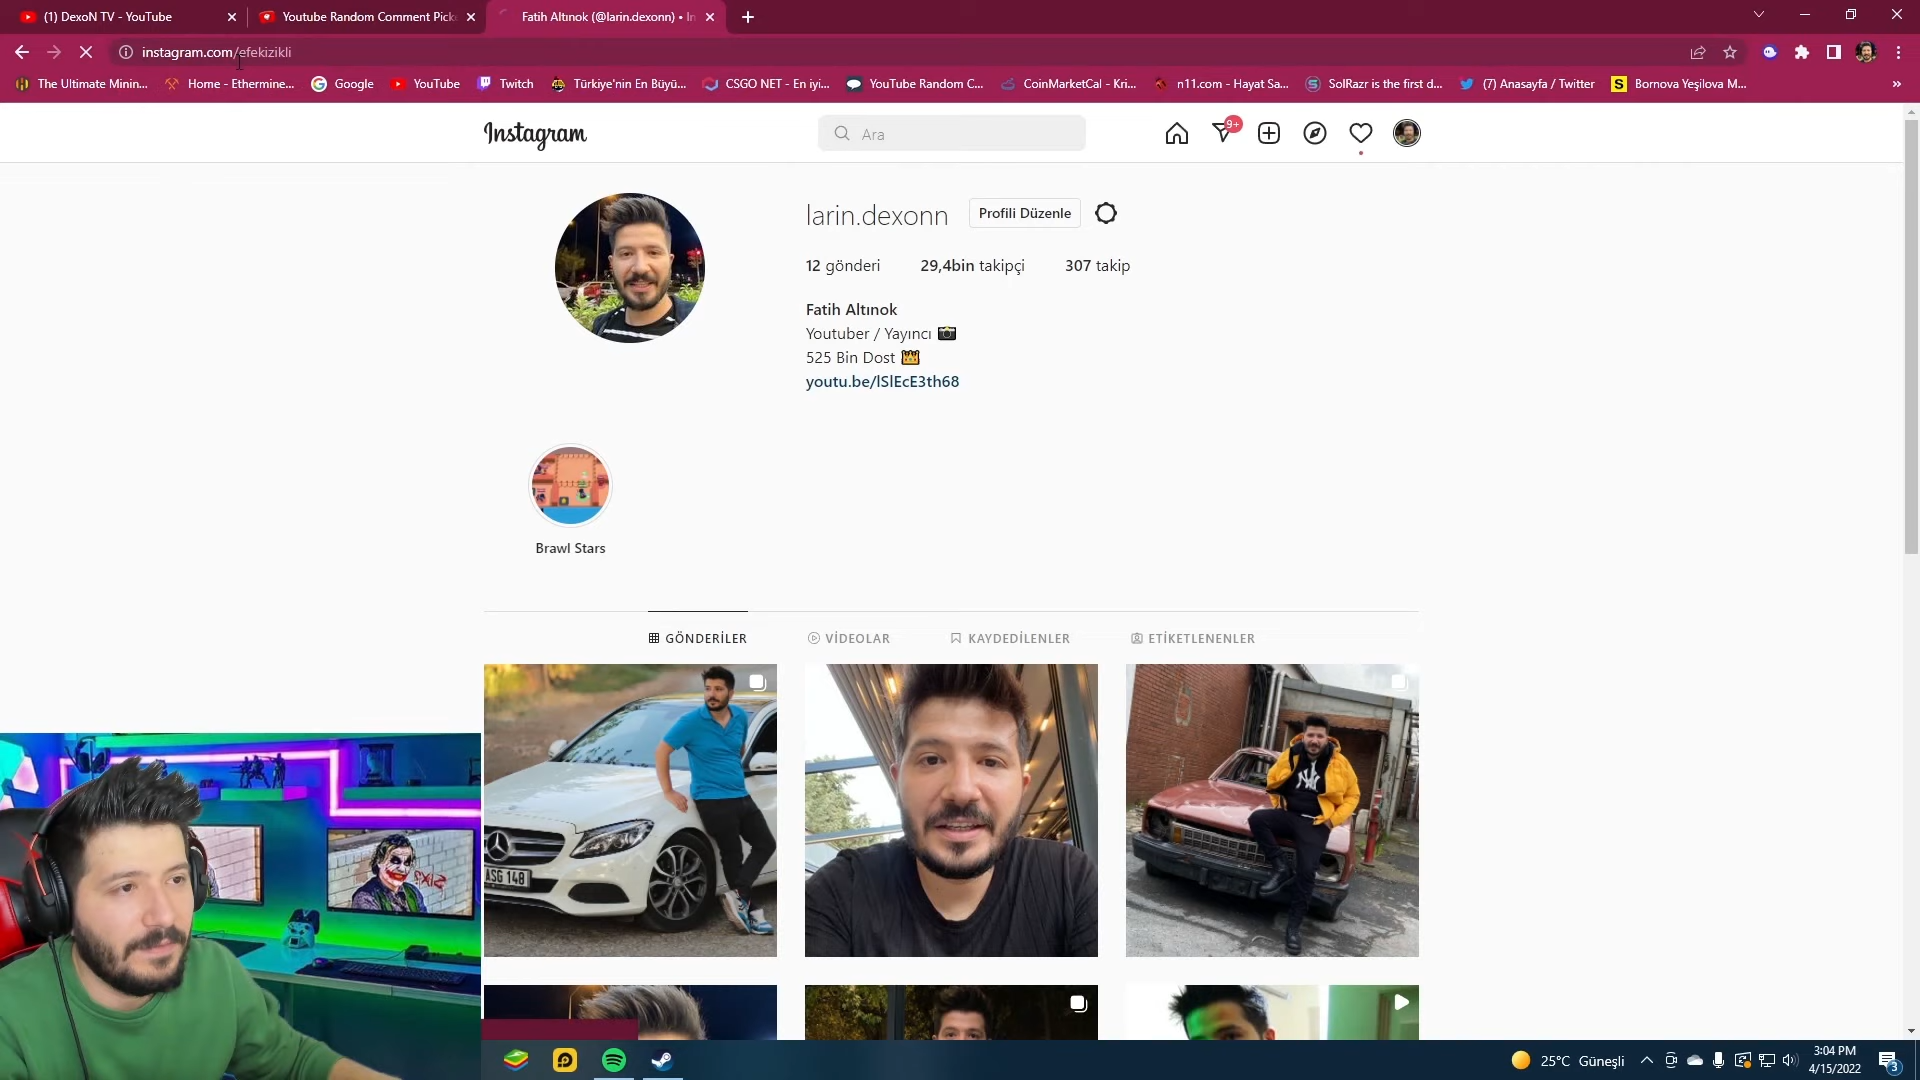 (1) DexoN TV - YouTube
Youtube Random Comment Picke
Fatih Altınok (@larin.dexonn) • In
instagram.com/efekizikli
The Ultimate Minin...
Home - Ethermine...
Google
YouTube
Twitch
Türkiye'nin En Büyü...
CSGO NET - En iyi...
YouTube Random C...
CoinMarketCal - Kri...
n11.com - Hayat Sa...
SolRazr is the first d...
(7) Anasayfa / Twitter
Bornova Yeşilova M...
»
Instagram
Ara
9+
larin.dexonn
Profili Düzenle
12 gönderi 29,4bin takipçi 307 takip
Fatih Altınok
Youtuber / Yayıncı 📸
525 Bin Dost 👑
youtu.be/lSlEcE3th68
Brawl Stars
GÖNDERİLER
VİDEOLAR
KAYDEDİLENLER
ETİKETLENENLER
ASG 148
NY
25°C Güneşli
3:04 PM
4/15/2022
3